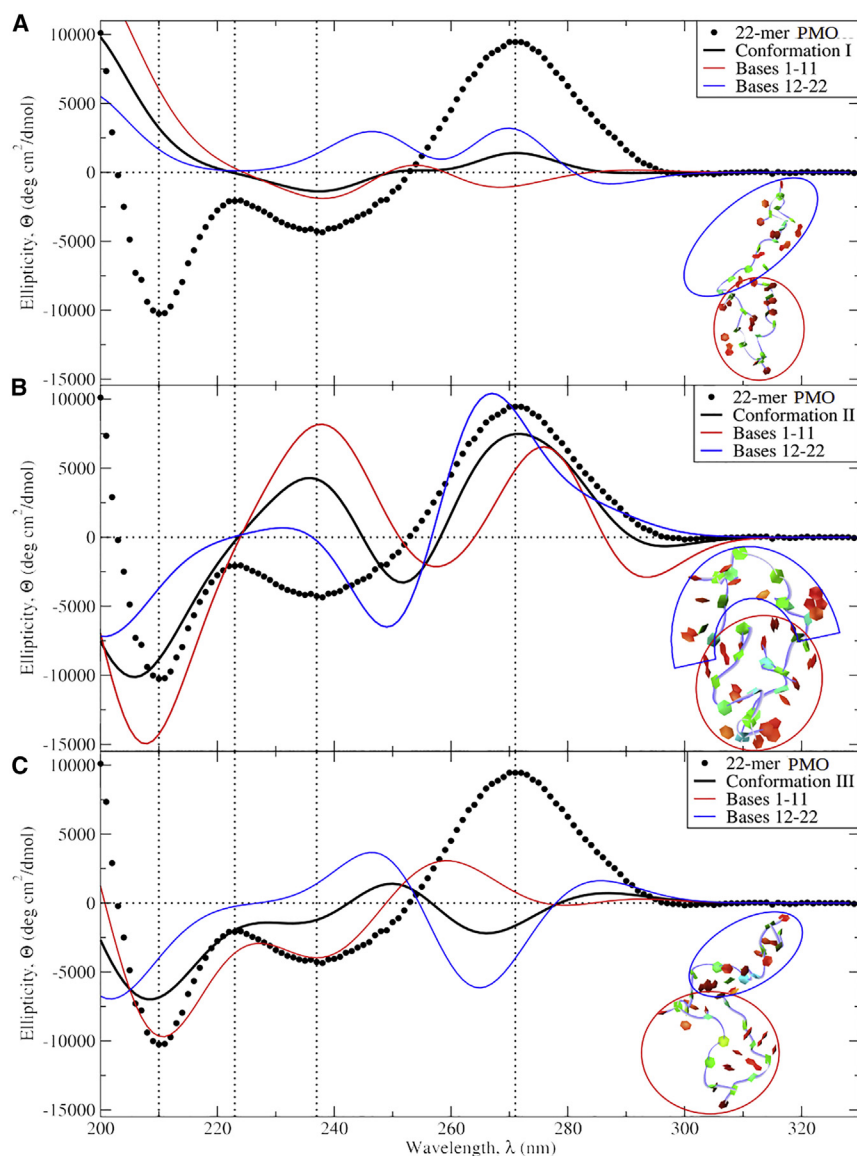 A
10000
5000
0
-5000
-10000
-15000
Ellipticity, Θ (deg cm²/dmol)
22-mer PMO
Conformation I
Bases 1-11
Bases 12-22
B
10000
5000
0
-5000
-10000
-15000
Ellipticity, Θ (deg cm²/dmol)
22-mer PMO
Conformation II
Bases 1-11
Bases 12-22
C
10000
5000
0
-5000
-10000
-15000
Ellipticity, Θ (deg cm²/dmol)
22-mer PMO
Conformation III
Bases 1-11
Bases 12-22
200 220 240 260 280 300 320
Wavelength, λ (nm)